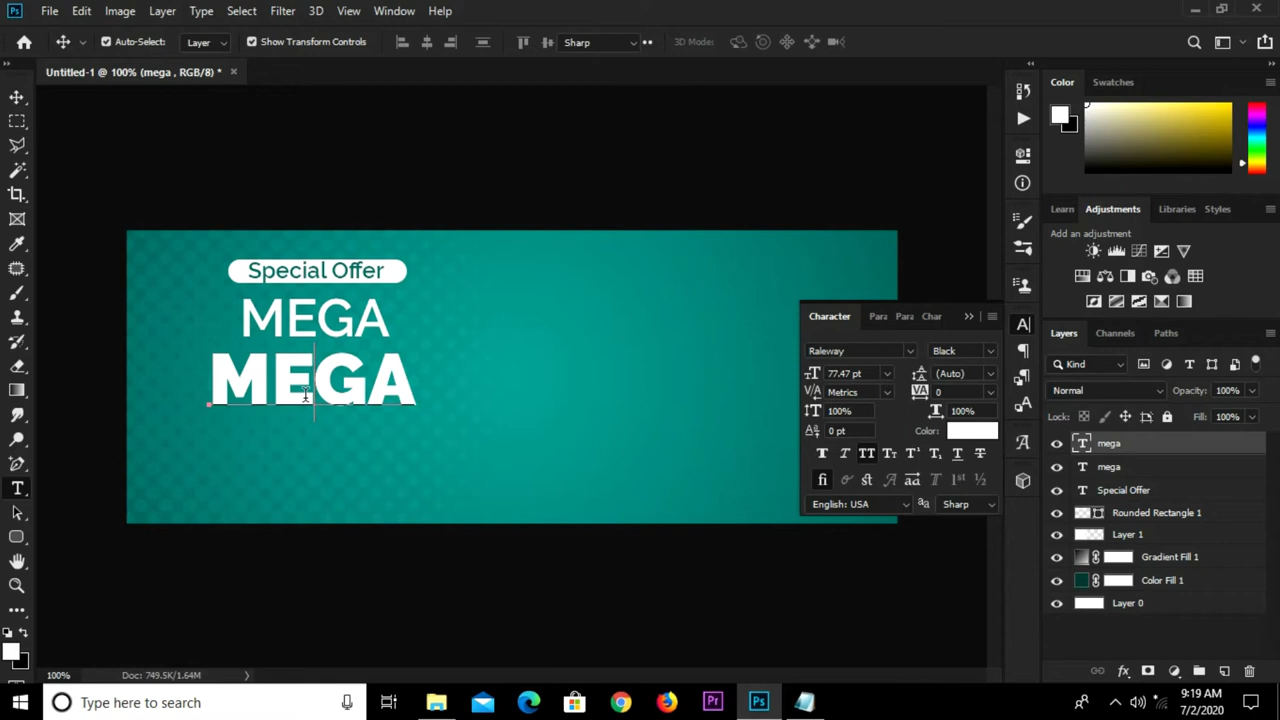 Ps File Edit Image Layer Type Select Filter 3D View Window Help
Auto-Select: Layer Show Transform Controls Sharp 3D Mode:
Untitled-1 @ 100% (mega , RGB/8) *
Color Swatches
Special Offer
MEGA
MEGA
Learn Adjustments Libraries Styles
Add an adjustment
Character Para Para Char
Raleway Black
77.47 pt (Auto)
Metrics 0
100% 100%
0 pt Color:
English: USA Sharp
Layers Channels Paths
Kind
Normal Opacity: 100%
Lock: Fill: 100%
mega
mega
Special Offer
Rounded Rectangle 1
Layer 1
Gradient Fill 1
Color Fill 1
Layer 0
100% Doc: 749.5K/1.64M
Type here to search
Pr Ps
9:19 AM
7/2/2020